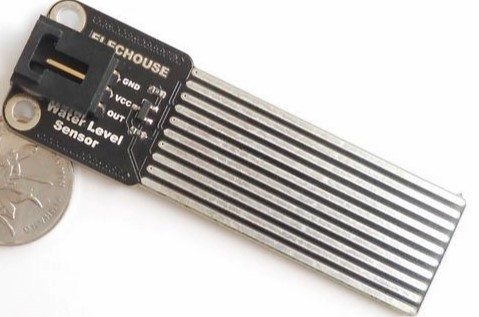 ELECHOUSE
GND
VCC
OUT
Water Level
Sensor